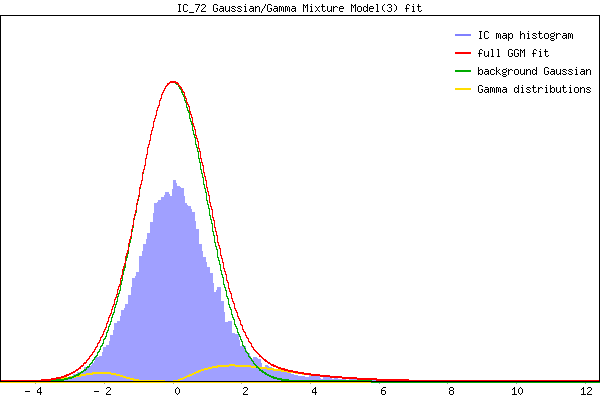 IC_72 Gaussian/Gamma Mixture Model(3) fit
IC map histogram
full GGM fit
background Gaussian
Gamma distributions
-4 -2 0 2 4 6 8 10 12